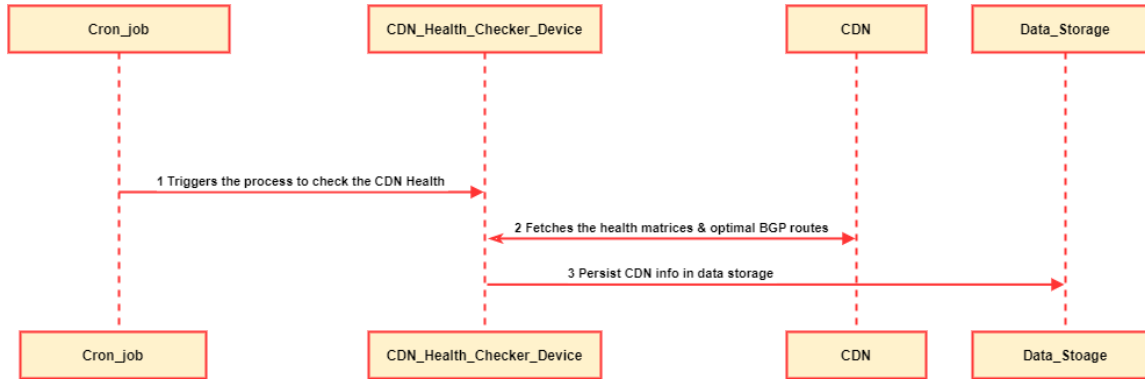 Cron_job
CDN_Health_Checker_Device
CDN
Data_Storage
1 Triggers the process to check the CDN Health
2 Fetches the health matrices & optimal BGP routes
3 Persist CDN info in data storage
Cron_job
CDN_Health_Checker_Device
CDN
Data_Stoage